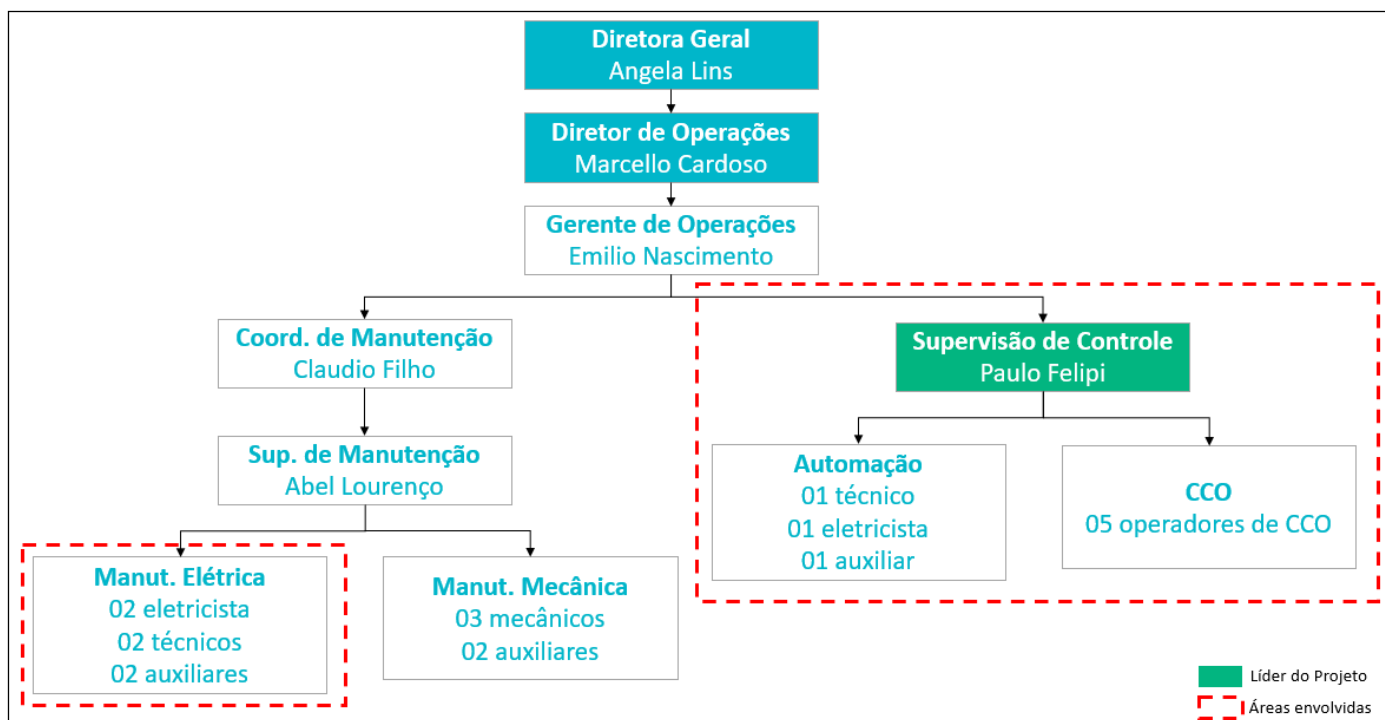 Diretora Geral
Angela Lins
Diretor de Operações
Marcello Cardoso
Gerente de Operações
Emilio Nascimento
Coord. de Manutenção
Claudio Filho
Supervisão de Controle
Paulo Felipi
Sup. de Manutenção
Abel Lourenço
Automação
01 técnico
01 eletricista
01 auxiliar
CCO
05 operadores de CCO
Manut. Elétrica
02 eletricista
02 técnicos
02 auxiliares
Manut. Mecânica
03 mecânicos
02 auxiliares
Líder do Projeto
Áreas envolvidas